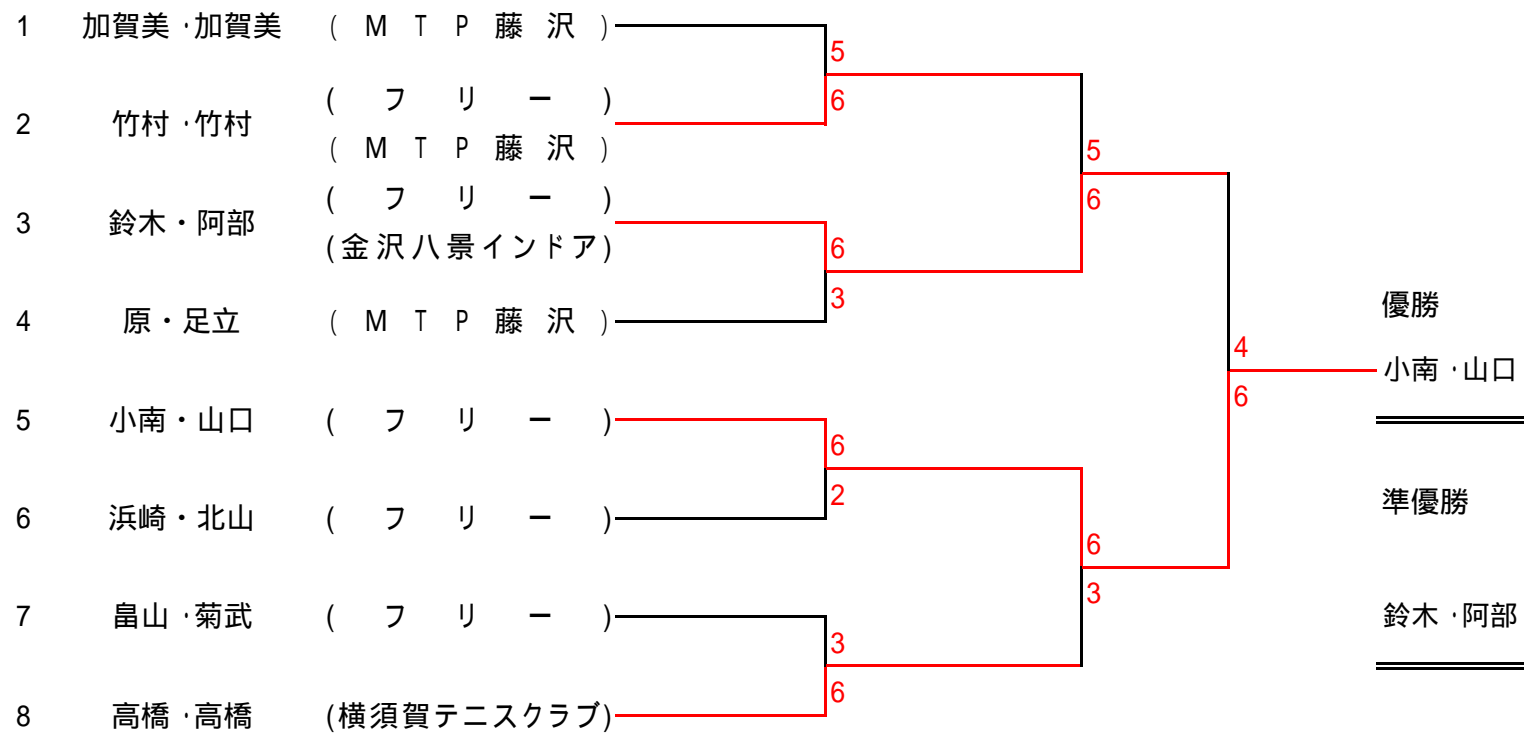 1 加賀美・加賀美 (MTP藤沢)
5
6
2 竹村・竹村 (フリー)
(MTP藤沢)
5
6
3 鈴木・阿部 (フリー)
(金沢八景インドア)
6
3
4 原・足立 (MTP藤沢)
優勝
4
6
小南・山口
5 小南・山口 (フリー)
6
2
6 浜崎・北山 (フリー)
準優勝
6
3
7 畠山・菊武 (フリー)
鈴木・阿部
3
6
8 高橋・高橋 (横須賀テニスクラブ)